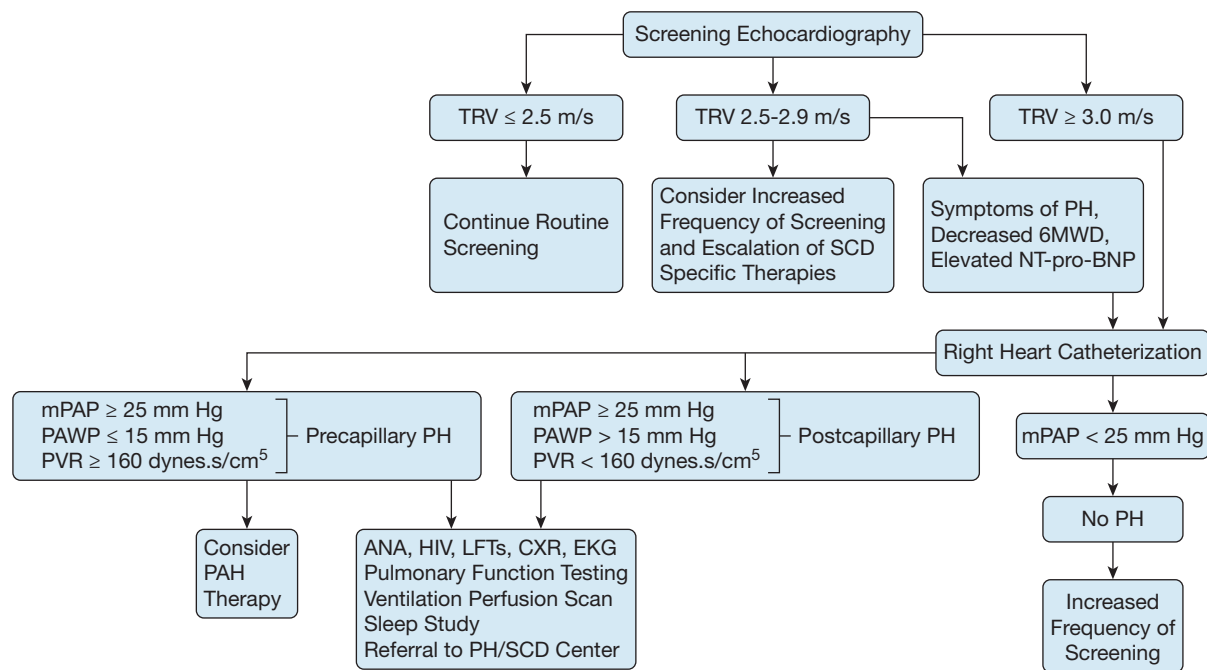 Screening Echocardiography
TRV ≤ 2.5 m/s
TRV 2.5-2.9 m/s
TRV ≥ 3.0 m/s
Continue Routine
Screening
Consider Increased
Frequency of Screening
and Escalation of SCD
Specific Therapies
Symptoms of PH,
Decreased 6MWD,
Elevated NT-pro-BNP
Right Heart Catheterization
mPAP ≥ 25 mm Hg
PAWP ≤ 15 mm Hg
PVR ≥ 160 dynes.s/cm⁵
Precapillary PH
mPAP ≥ 25 mm Hg
PAWP > 15 mm Hg
PVR < 160 dynes.s/cm⁵
Postcapillary PH
mPAP < 25 mm Hg
Consider
PAH
Therapy
ANA, HIV, LFTs, CXR, EKG
Pulmonary Function Testing
Ventilation Perfusion Scan
Sleep Study
Referral to PH/SCD Center
No PH
Increased
Frequency of
Screening